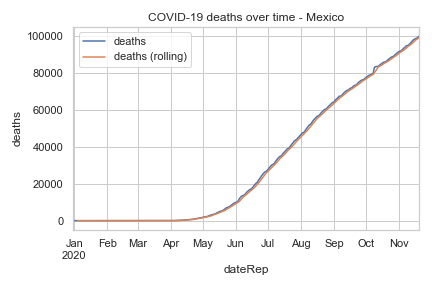 COVID-19 deaths over time - Mexico
deaths
deaths (rolling)
100000
80000
60000
40000
20000
0
deaths
Jan Feb Mar Apr May Jun Jul Aug Sep Oct Nov
2020
dateRep